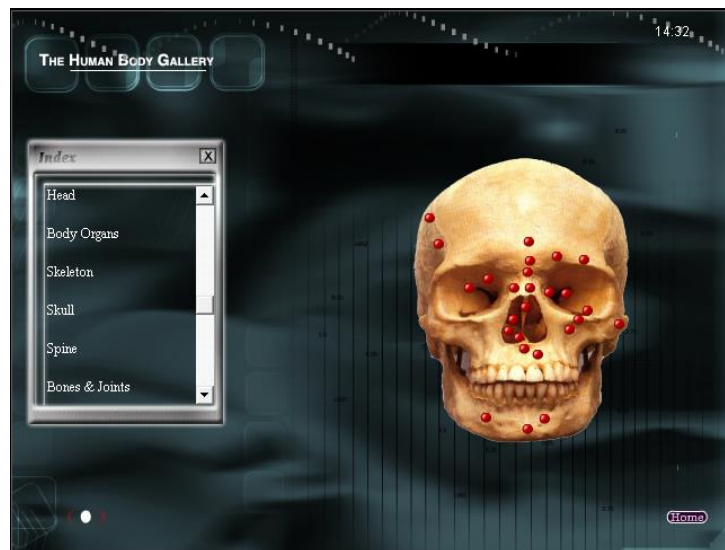 14:32
THE HUMAN BODY GALLERY
Index
X
Head
Body Organs
Skeleton
Skull
Spine
Bones & Joints
Home